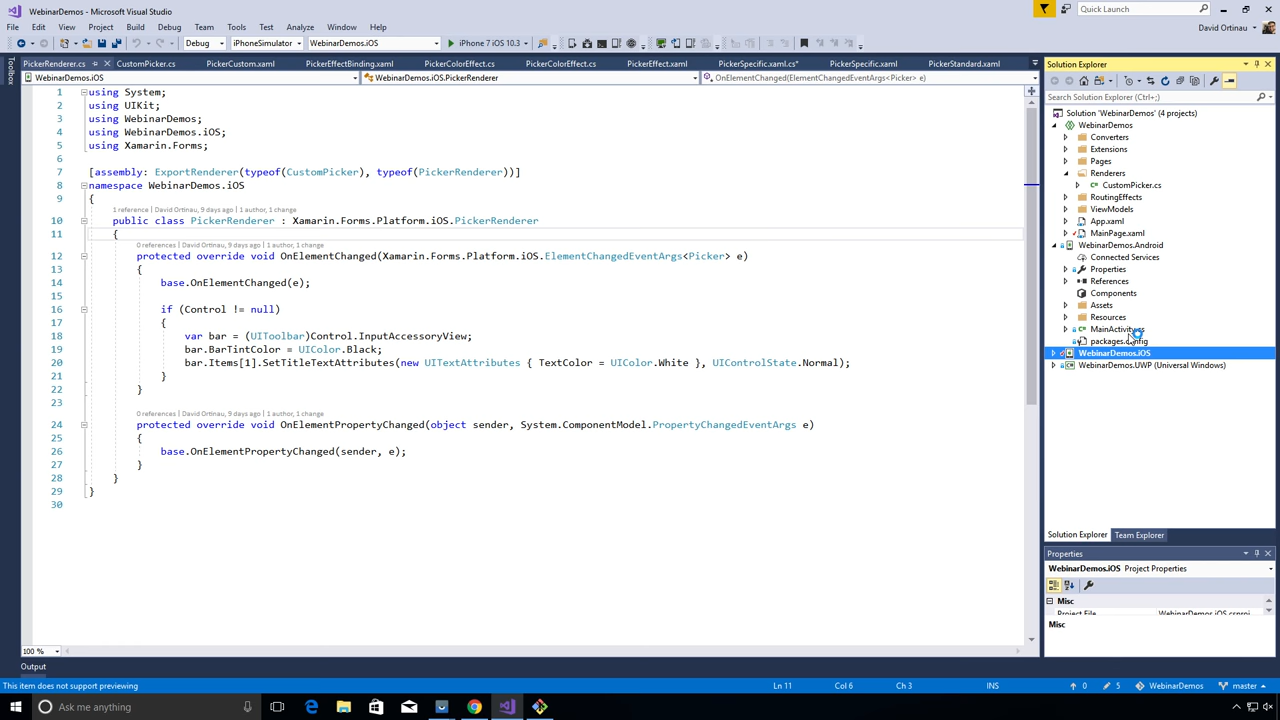 WebinarDemos - Microsoft Visual Studio
Quick Launch
File Edit View Project Build Debug Team Tools Test Analyze Window Help
David Ortinau
Debug iPhoneSimulator WebinarDemos.iOS iPhone 7 iOS 10.3
Toolbox
PickerRenderer.cs CustomPicker.cs PickerCustom.xaml PickerEffectBinding.xaml PickerColorEffect.cs PickerColorEffect.cs PickerEffect.xaml PickerSpecific.xaml.cs* PickerSpecific.xaml PickerStandard.xaml
WebinarDemos.iOS WebinarDemos.iOS.PickerRenderer OnElementChanged(ElementChangedEventArgs<Picker> e)
1 using System;
2 using UIKit;
3 using WebinarDemos;
4 using WebinarDemos.iOS;
5 using Xamarin.Forms;
6
7 [assembly: ExportRenderer(typeof(CustomPicker), typeof(PickerRenderer))]
8 namespace WebinarDemos.iOS
9 {
1 reference | David Ortinau, 9 days ago | 1 author, 1 change
10 public class PickerRenderer : Xamarin.Forms.Platform.iOS.PickerRenderer
11 {
0 references | David Ortinau, 9 days ago | 1 author, 1 change
12 protected override void OnElementChanged(Xamarin.Forms.Platform.iOS.ElementChangedEventArgs<Picker> e)
13 {
14 base.OnElementChanged(e);
15
16 if (Control != null)
17 {
18 var bar = (UIToolbar)Control.InputAccessoryView;
19 bar.BarTintColor = UIColor.Black;
20 bar.Items[1].SetTitleTextAttributes(new UITextAttributes { TextColor = UIColor.White }, UIControlState.Normal);
21 }
22 }
23
0 references | David Ortinau, 9 days ago | 1 author, 1 change
24 protected override void OnElementPropertyChanged(object sender, System.ComponentModel.PropertyChangedEventArgs e)
25 {
26 base.OnElementPropertyChanged(sender, e);
27 }
28 }
29 }
30
100 %
Output
Solution Explorer
Search Solution Explorer (Ctrl+;)
Solution 'WebinarDemos' (4 projects)
WebinarDemos
Converters
Extensions
Pages
Renderers
CustomPicker.cs
RoutingEffects
ViewModels
App.xaml
MainPage.xaml
WebinarDemos.Android
Connected Services
Properties
References
Components
Assets
Resources
MainActivity.cs
packages.config
WebinarDemos.iOS
WebinarDemos.UWP (Universal Windows)
Solution Explorer Team Explorer
Properties
WebinarDemos.iOS Project Properties
Misc
Project File WebinarDemos.iOS.csproj
Misc
This item does not support previewing Ln 11 Col 6 Ch 3 INS 0 5 WebinarDemos master
Ask me anything